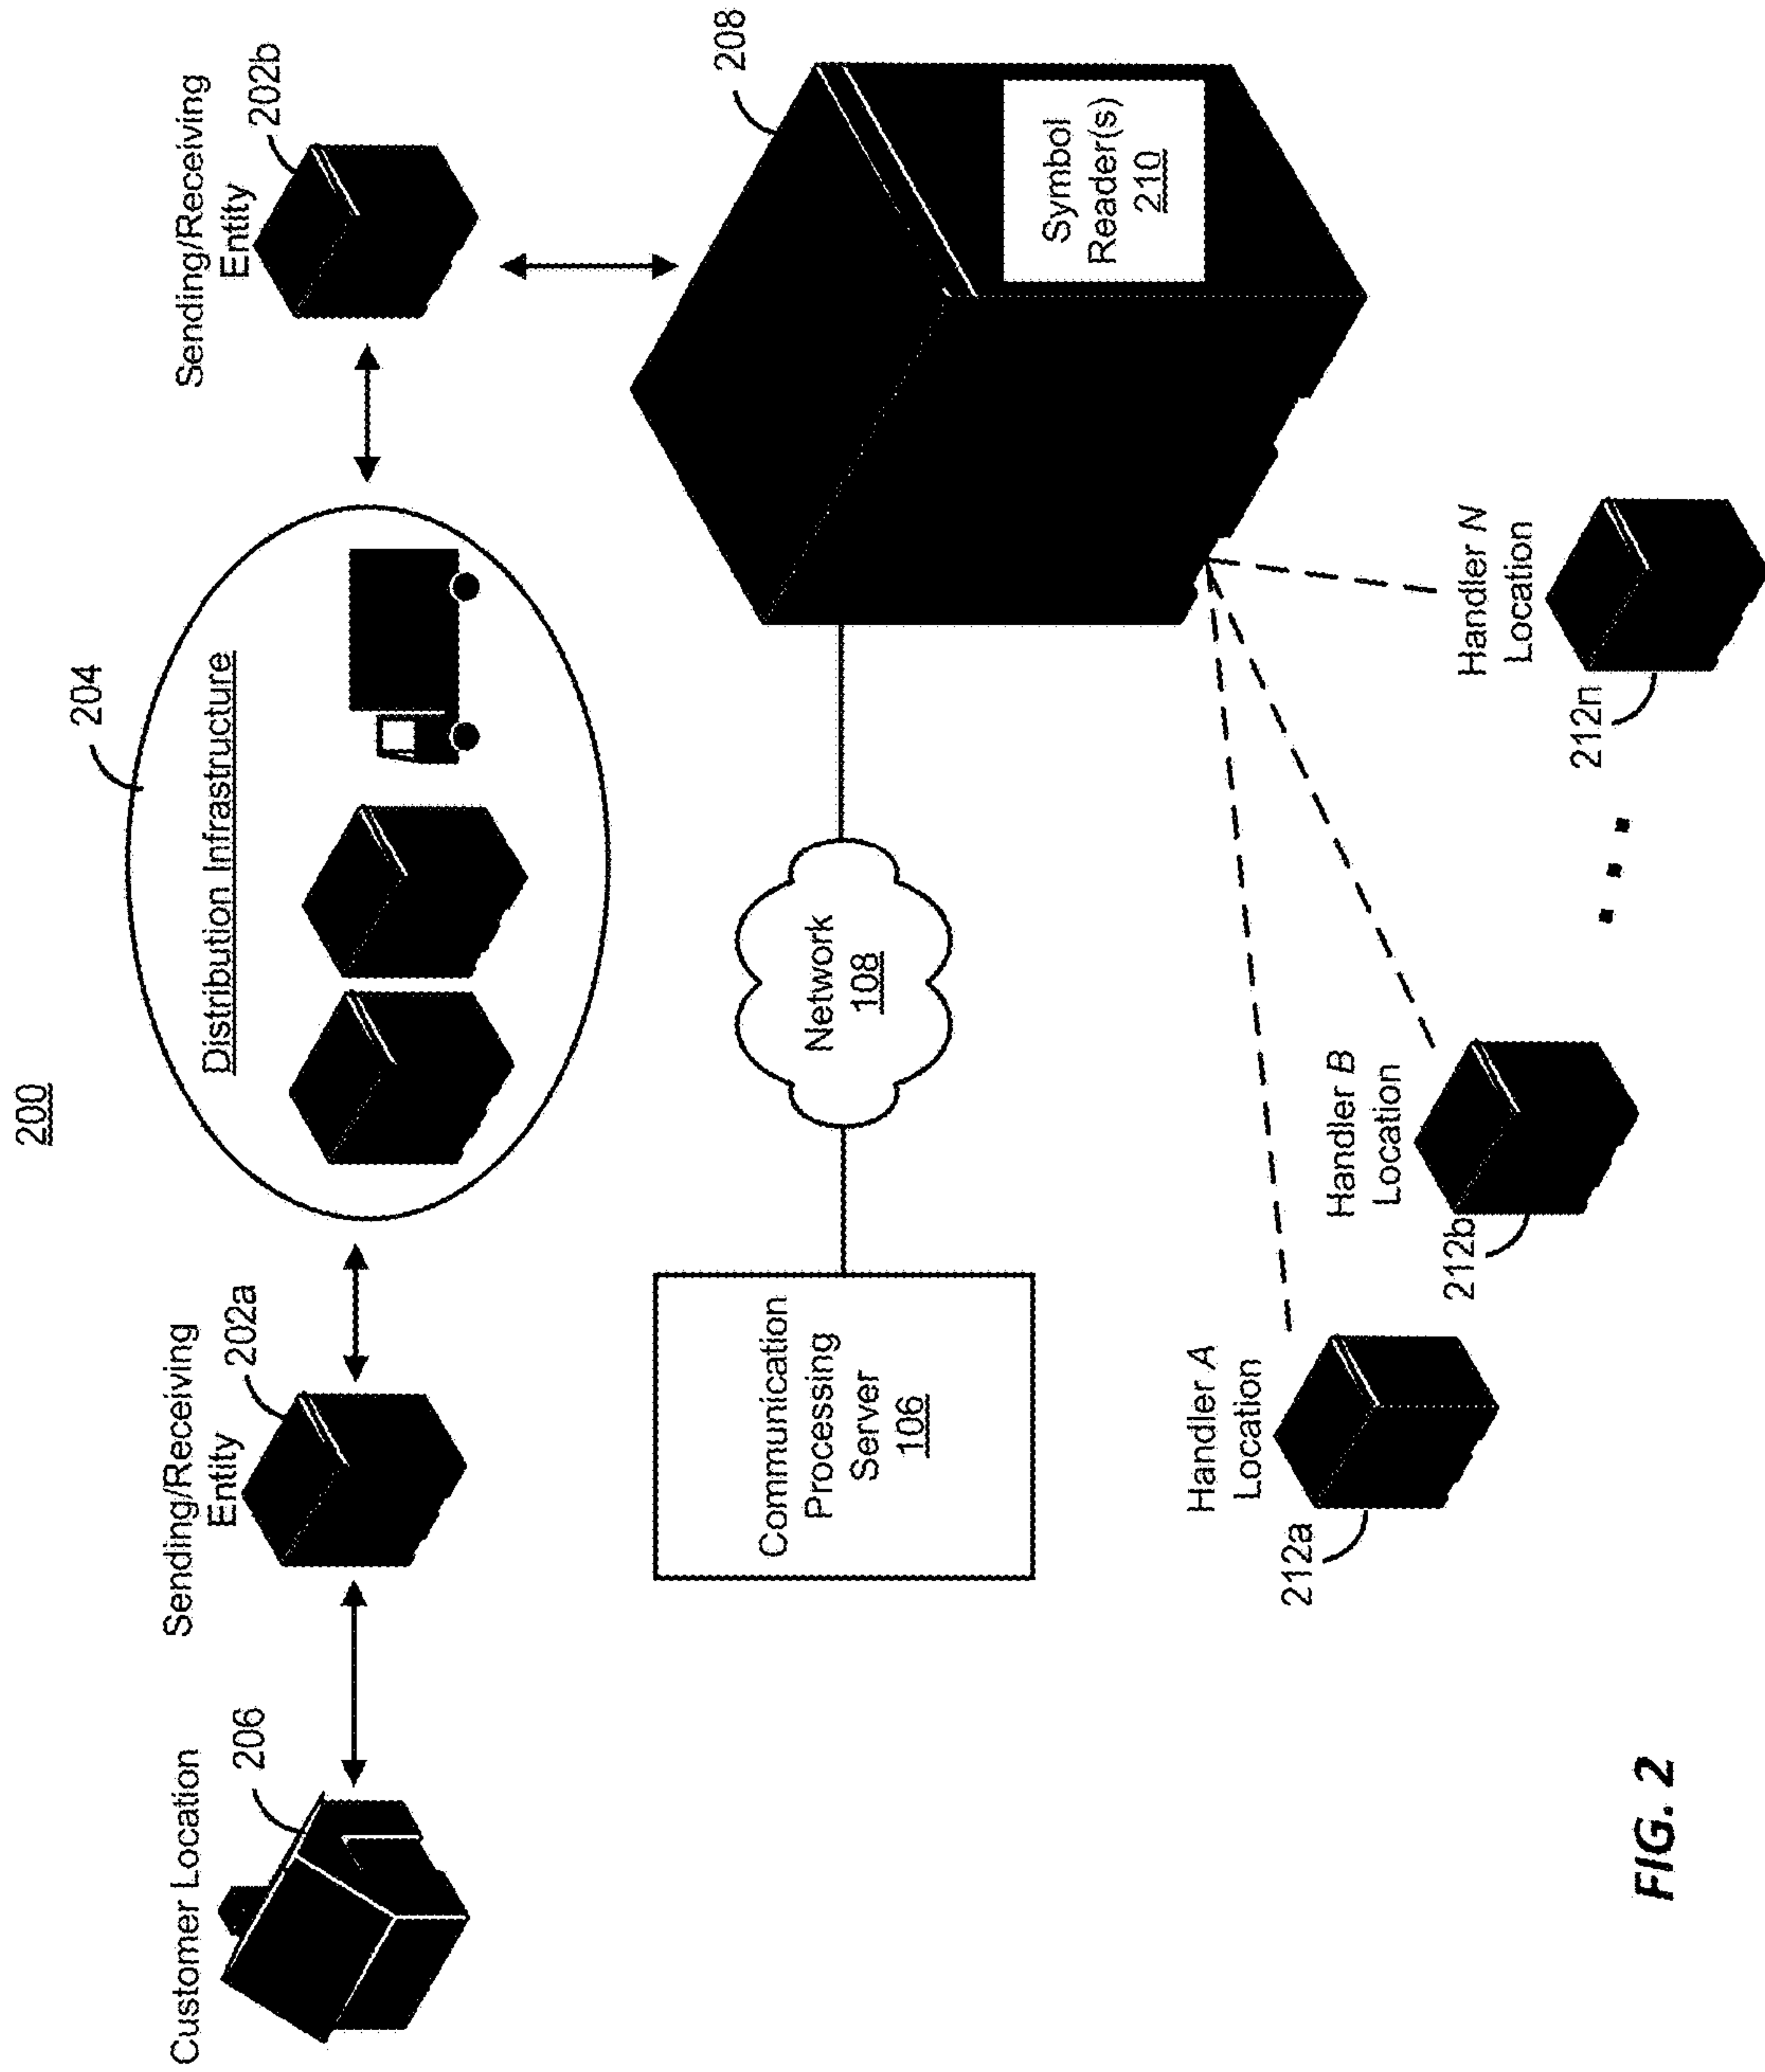 200
204
Customer Location
206
Sending/Receiving
Entity
202a
Distribution Infrastructure
Sending/Receiving
Entity
202b
208
Communication
Processing
Server
106
Network
108
Symbol
Reader(s)
210
Handler A
Location
212a
Handler B
Location
212b
Handler N
Location
212n
FIG. 2